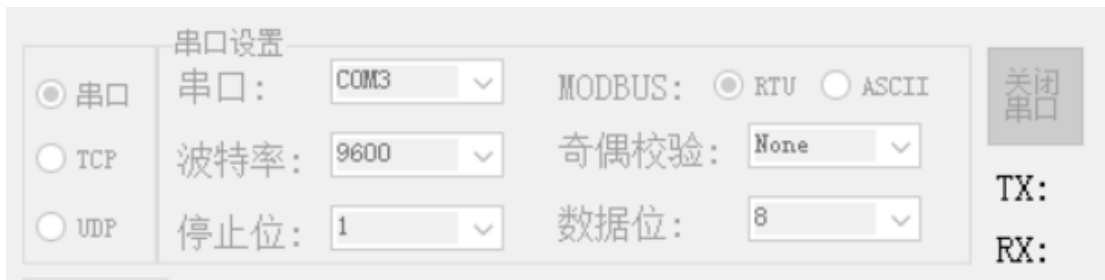 串口设置
串口 串口: COM3 MODBUS: RTU ASCII 关闭
串口
TCP 波特率: 9600 奇偶校验: None
TX:
UDP 停止位: 1 数据位: 8
RX: